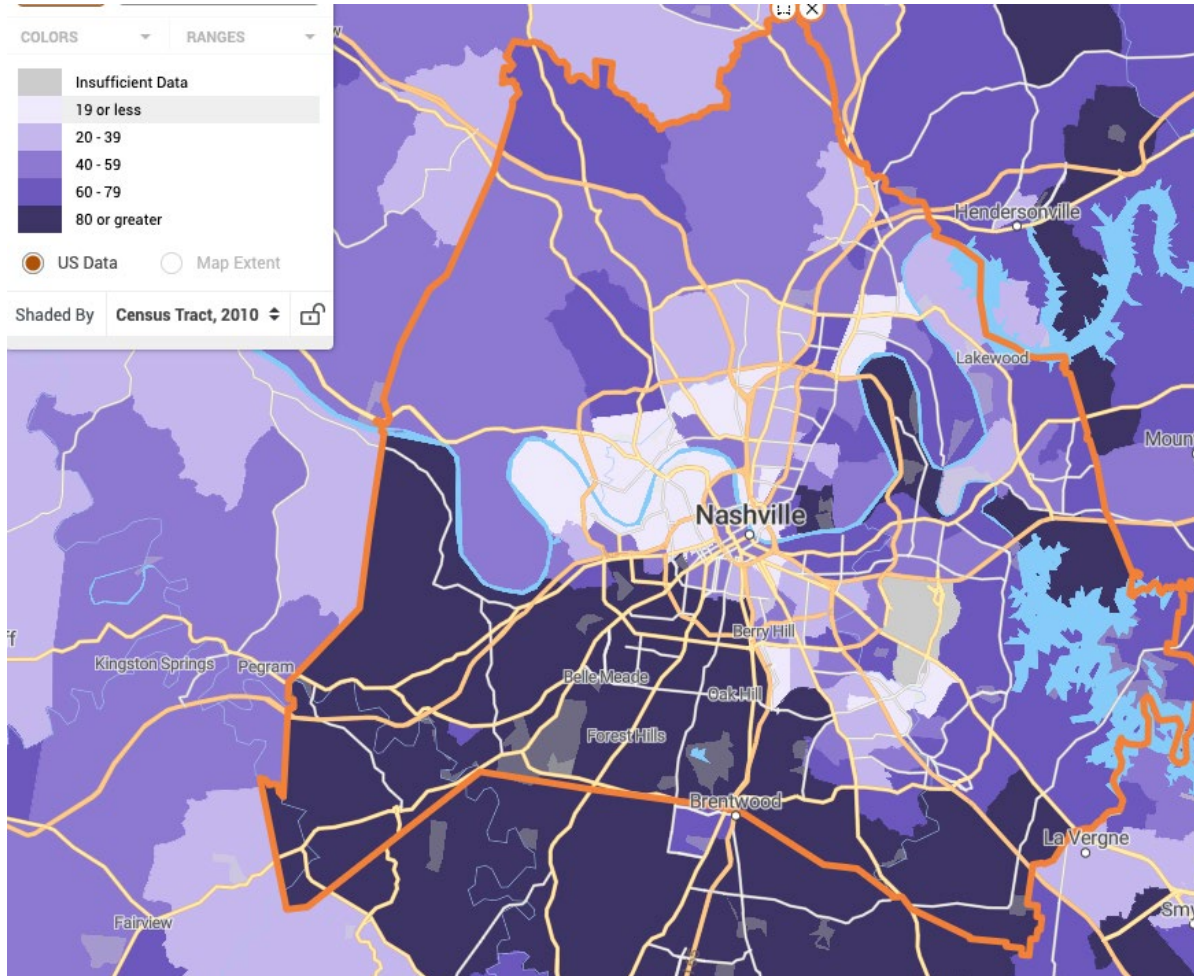 COLORS RANGES
Insufficient Data
19 or less
20 - 39
40 - 59
60 - 79
80 or greater
US Data Map Extent
Shaded By Census Tract, 2010
Hendersonville
Lakewood
Nashville
Berry Hill
Kingston Springs
Pegram
Belle Meade
Oak Hill
Forest Hills
Brentwood
La Vergne
Fairview